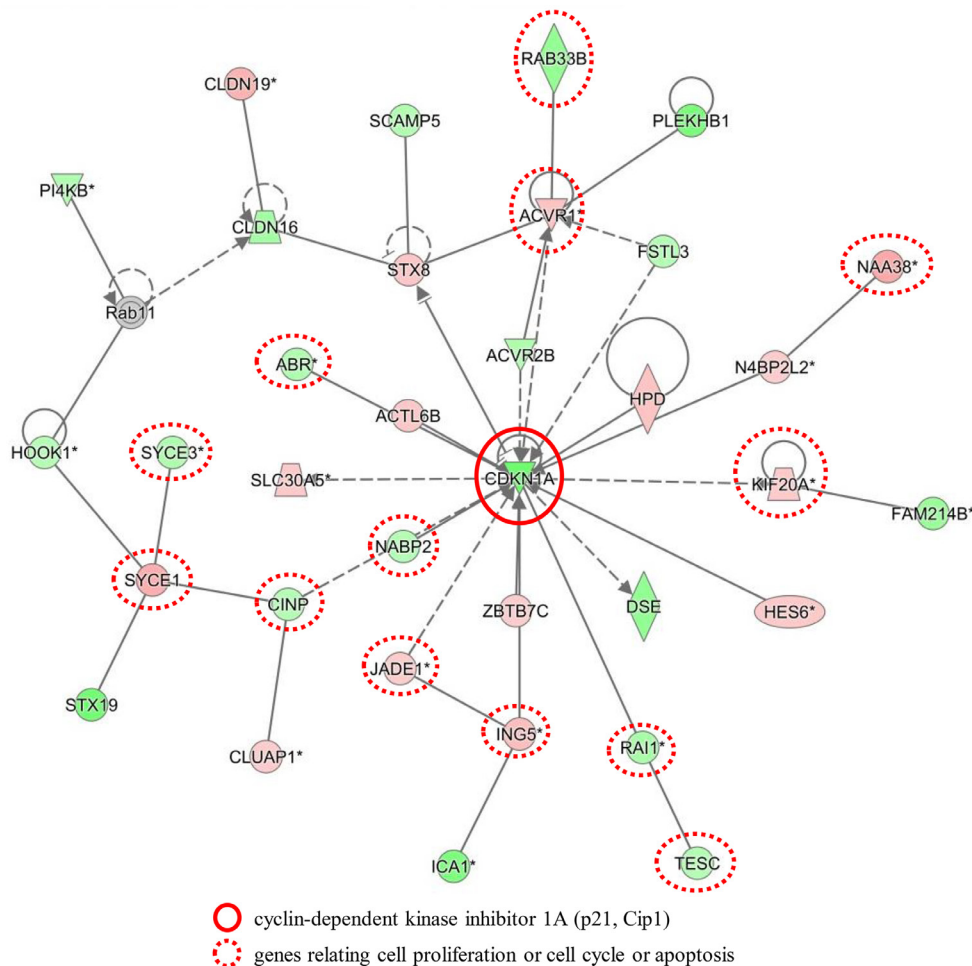 RAB33B
CLDN19*
SCAMP5
PLEKHB1
PI4KB*
ACVR1*
CLDN16
FSTL3
STX8
NAA38*
Rab11
ACVR2B
ABR*
N4BP2L2*
HPD
ACTL6B
HOOK1*
SYCE3*
SLC30A5*
CDKN1A
KIF20A*
FAM214B*
NABP2
SYCE1
CINP
ZBTB7C
DSE
HES6*
JADE1*
STX19
ING5*
RAI1*
CLUAP1*
ICA1*
TESC
cyclin-dependent kinase inhibitor 1A (p21, Cip1)
genes relating cell proliferation or cell cycle or apoptosis